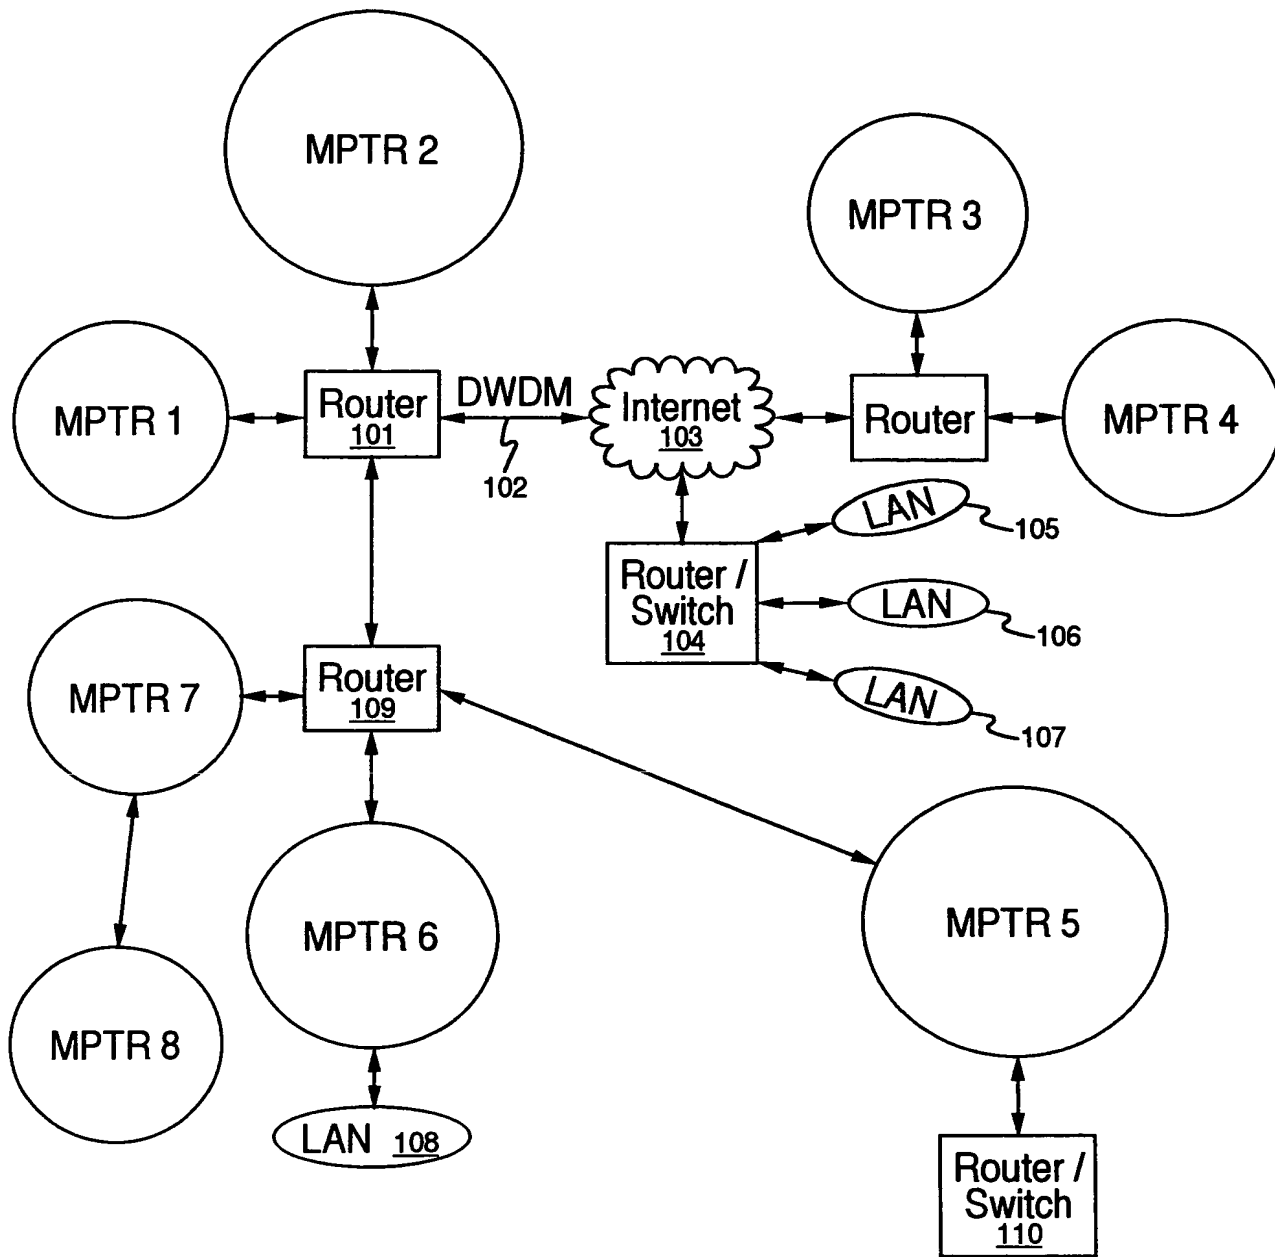 MPTR 2
MPTR 3
MPTR 1
Router
101
DWDM
102
Internet
103
Router
MPTR 4
LAN
105
Router /
Switch
104
LAN
106
LAN
107
MPTR 7
Router
109
MPTR 6
MPTR 5
MPTR 8
LAN 108
Router /
Switch
110